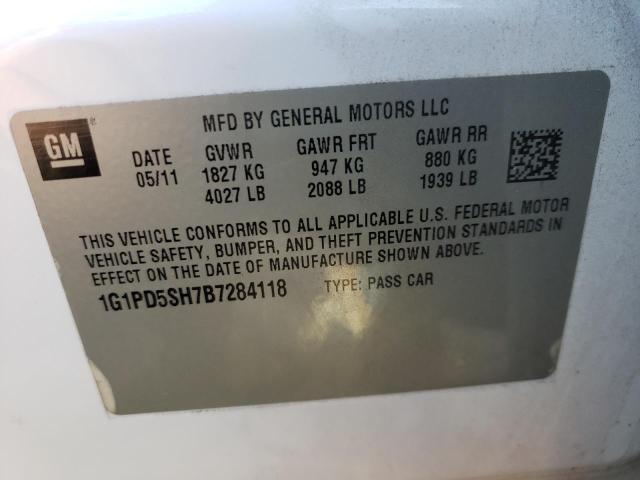 GM
MFD BY GENERAL MOTORS LLC
DATE GVWR GAWR FRT GAWR RR
05/11 1827 KG 947 KG 880 KG
4027 LB 2088 LB 1939 LB
THIS VEHICLE CONFORMS TO ALL APPLICABLE U.S. FEDERAL MOTOR
VEHICLE SAFETY, BUMPER, AND THEFT PREVENTION STANDARDS IN
EFFECT ON THE DATE OF MANUFACTURE SHOWN ABOVE.
1G1PD5SH7B7284118 TYPE: PASS CAR